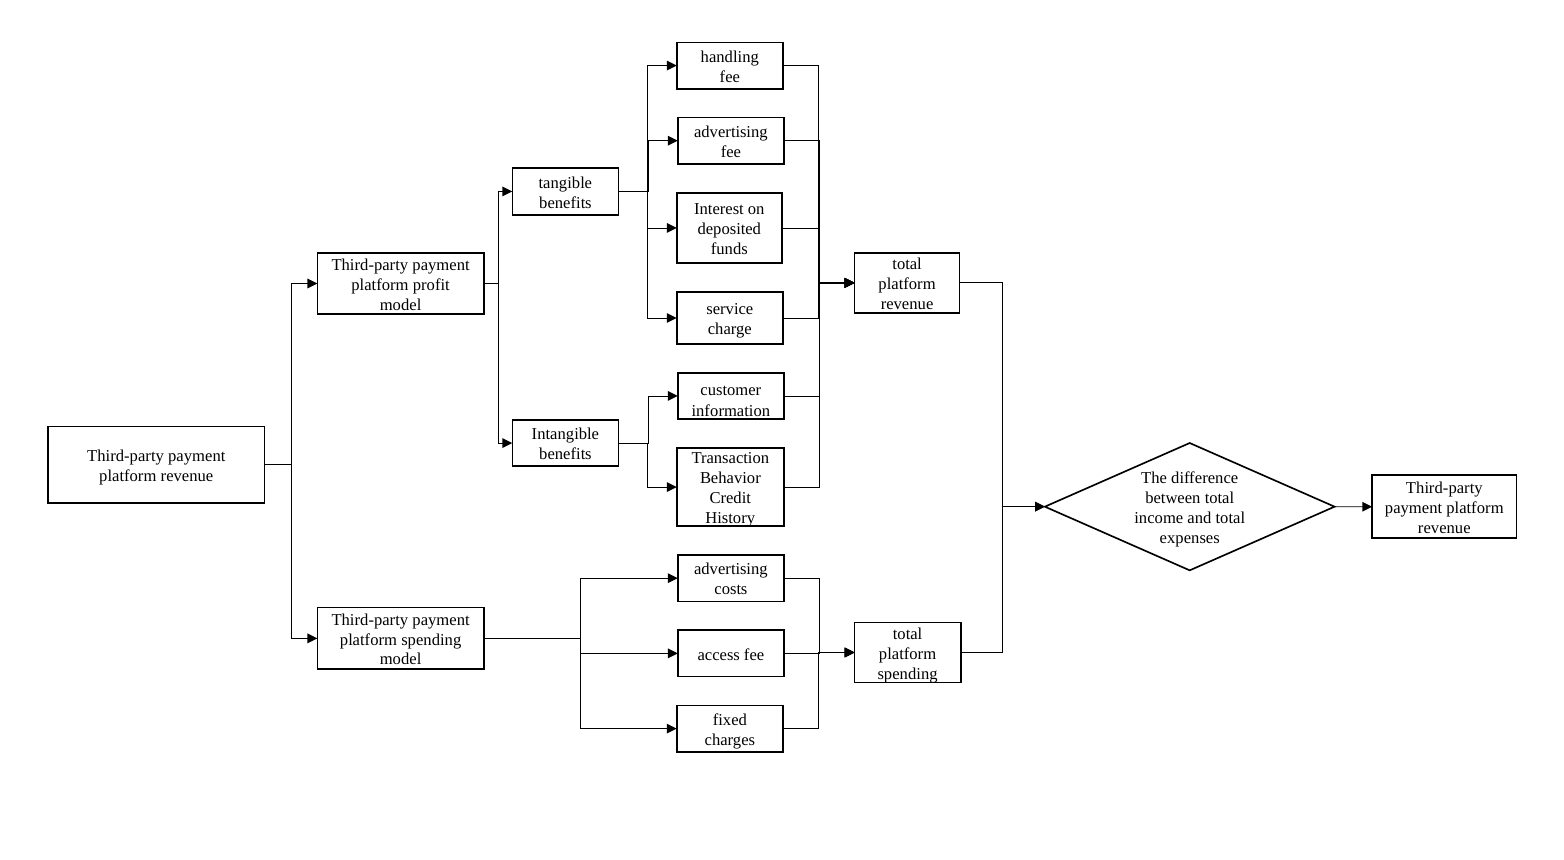 handling
fee
advertising
fee
tangible
benefits
Interest on
deposited
funds
Third-party payment
platform profit
model
total
platform
revenue
service
charge
customer
information
Intangible
benefits
Third-party payment
platform revenue
Transaction
Behavior
Credit
History
The difference
between total
income and total
expenses
Third-party
payment platform
revenue
advertising
costs
Third-party payment
platform spending
model
access fee
total
platform
spending
fixed
charges